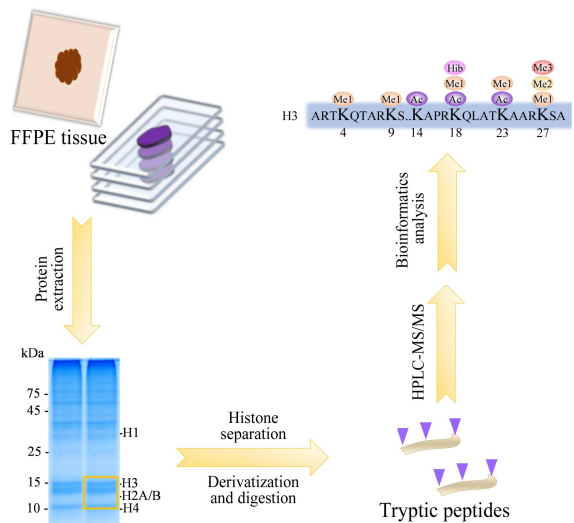 FFPE tissue
Protein
extraction
kDa
75 -
45 -
25 -
15 -
10 -
-H1
-H3
-H2A/B
-H4
Histone
separation
Derivatization
and digestion
Tryptic peptides
HPLC-MS/MS
Bioinformatics
analysis
Hib Me3
Me1 Me2
Me1 Me1 Ac Ac Me1 Ac Me1
H3 ARTKQTARKS..KAPRKQLATKAARKSA
4 9 14 18 23 27